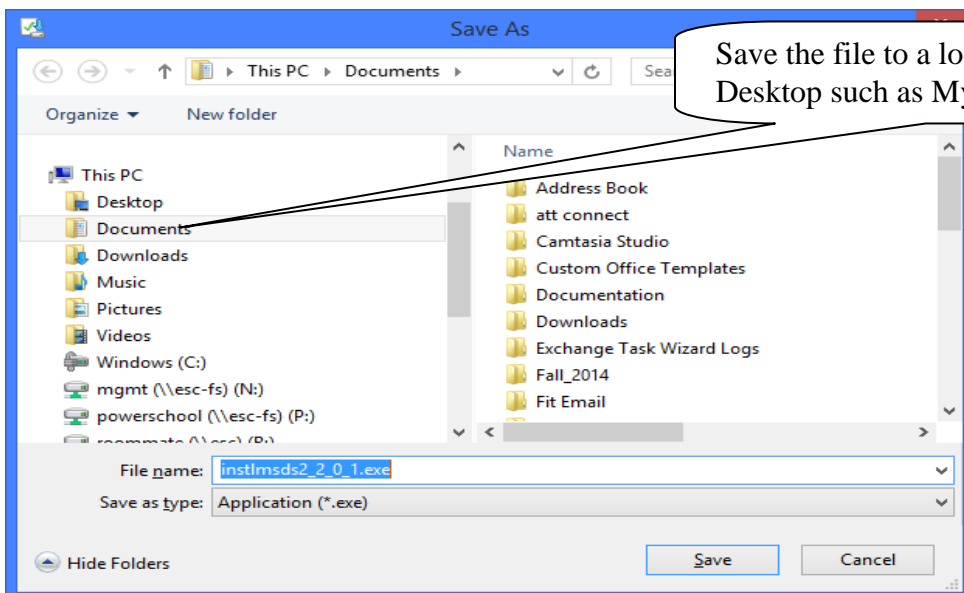 Save As
Save the file to a lo
Desktop such as My
This PC Documents
Sea
Organize
New folder
This PC
Desktop
Documents
Downloads
Music
Pictures
Videos
Windows (C:)
mgmt (\\esc-fs) (N:)
powerschool (\\esc-fs) (P:)
roommate (\\esc) (R:)
Name
Address Book
att connect
Camtasia Studio
Custom Office Templates
Documentation
Downloads
Exchange Task Wizard Logs
Fall_2014
Fit Email
File name: instlmsds2_2_0_1.exe
Save as type: Application (*.exe)
Hide Folders
Save
Cancel